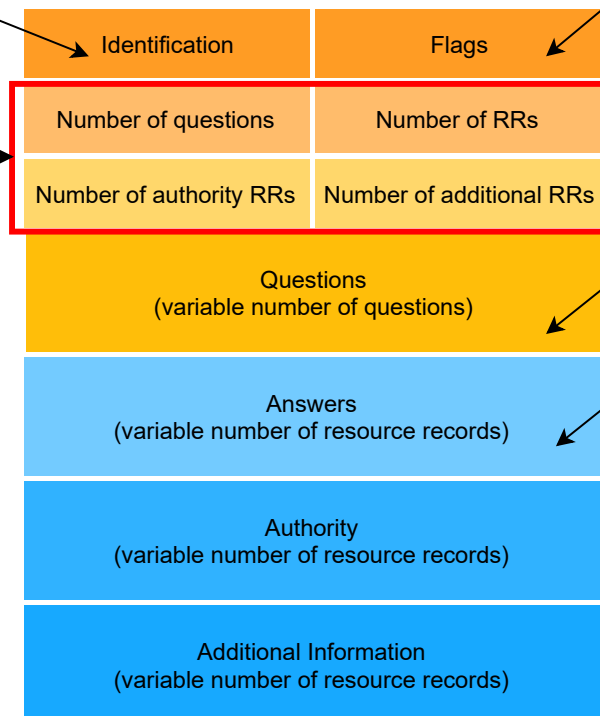 Identification
Flags
Number of questions
Number of RRs
Number of authority RRs
Number of additional RRs
Questions
(variable number of questions)
Answers
(variable number of resource records)
Authority
(variable number of resource records)
Additional Information
(variable number of resource records)